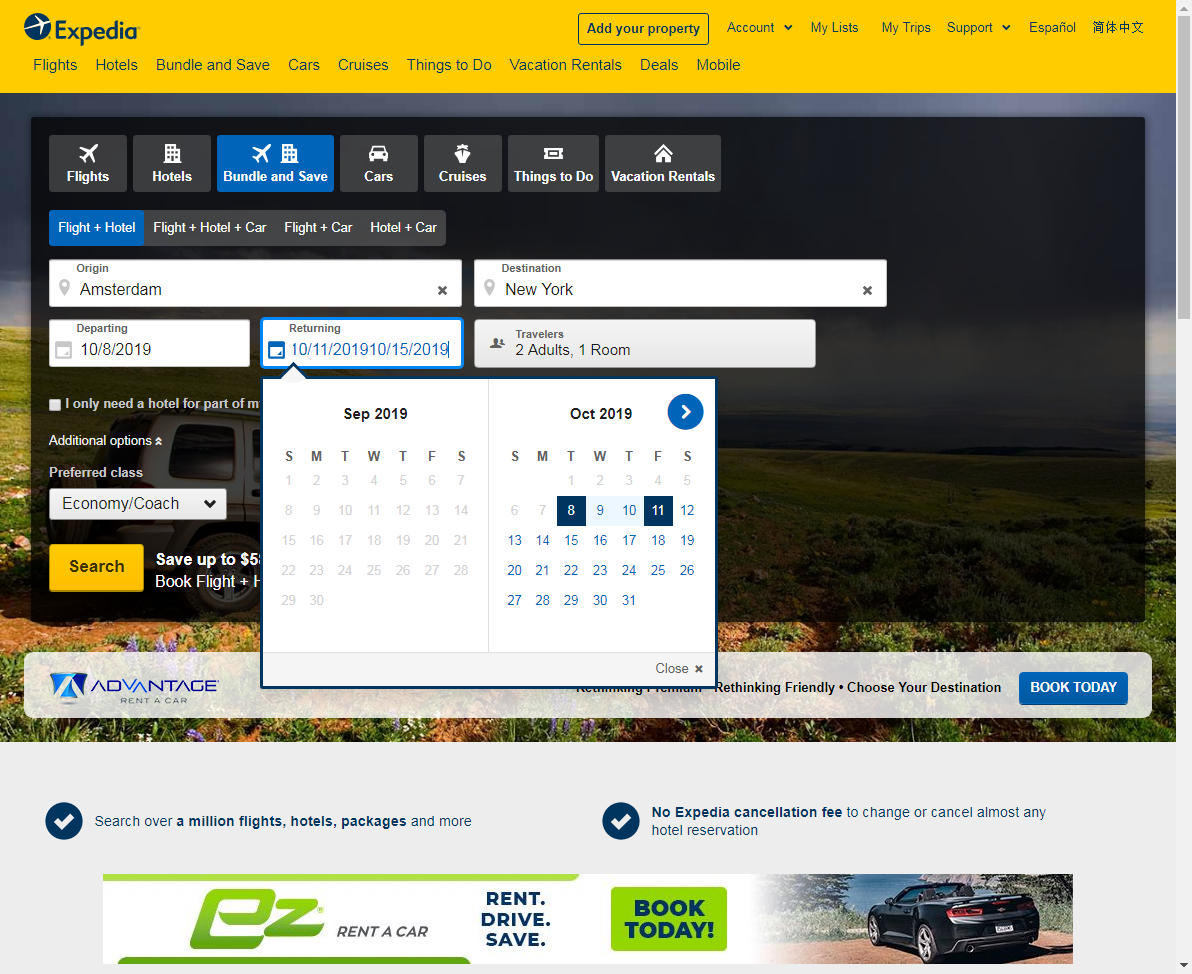 Expedia
Add your property
Account
My Lists
My Trips
Support
Español
简体中文
Flights
Hotels
Bundle and Save
Cars
Cruises
Things to Do
Vacation Rentals
Deals
Mobile
Flights
Hotels
Bundle and Save
Cars
Cruises
Things to Do
Vacation Rentals
Flight + Hotel
Flight + Hotel + Car
Flight + Car
Hotel + Car
Origin
Amsterdam
Destination
New York
Departing
10/8/2019
Returning
10/11/201910/15/2019
Travelers
2 Adults, 1 Room
I only need a hotel for part of m
Additional options
Preferred class
Economy/Coach
Search
Save up to $5
Book Flight + H
Sep 2019
S M T W T F S
1 2 3 4 5 6 7
8 9 10 11 12 13 14
15 16 17 18 19 20 21
22 23 24 25 26 27 28
29 30
Oct 2019
S M T W T F S
1 2 3 4 5
6 7 8 9 10 11 12
13 14 15 16 17 18 19
20 21 22 23 24 25 26
27 28 29 30 31
Close
ADVANTAGE
RENT A CAR
Rethinking Premium Rethinking Friendly • Choose Your Destination
BOOK TODAY
Search over a million flights, hotels, packages and more
No Expedia cancellation fee to change or cancel almost any
hotel reservation
ez RENT A CAR
RENT.
DRIVE.
SAVE.
BOOK
TODAY!